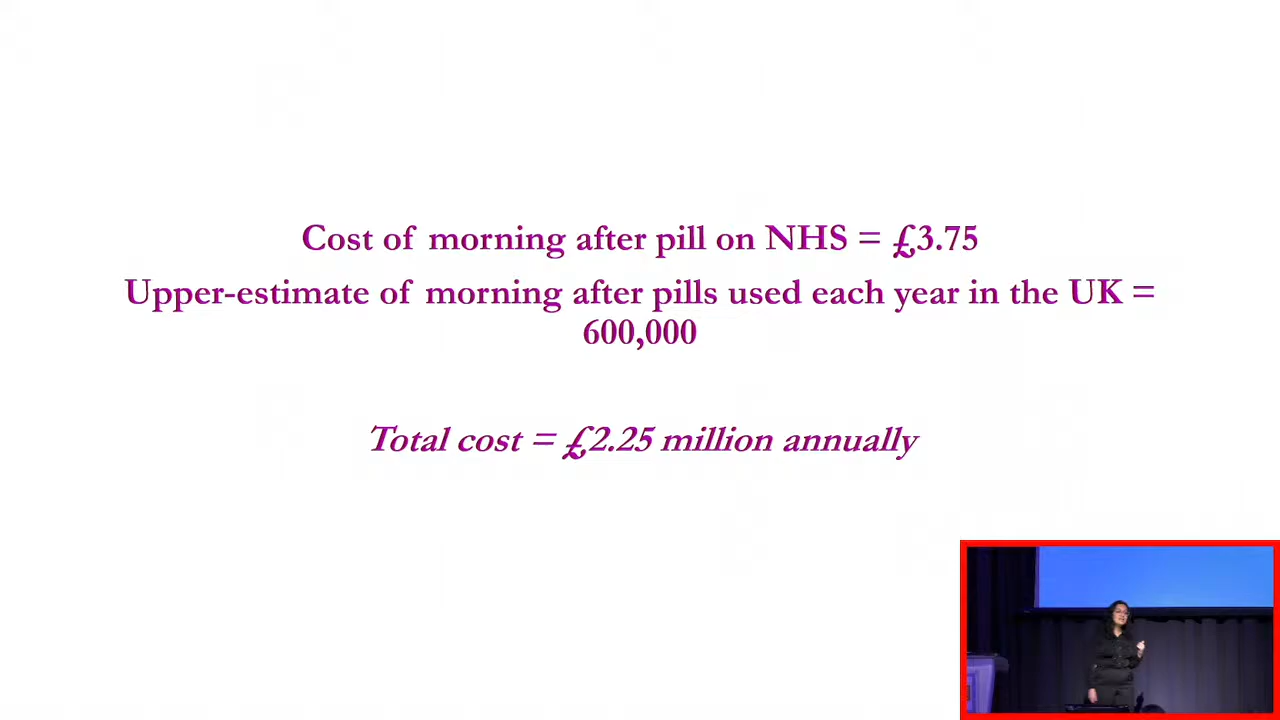 Cost of morning after pill on NHS = £3.75
Upper-estimate of morning after pills used each year in the UK =
600,000
Total cost = £2.25 million annually